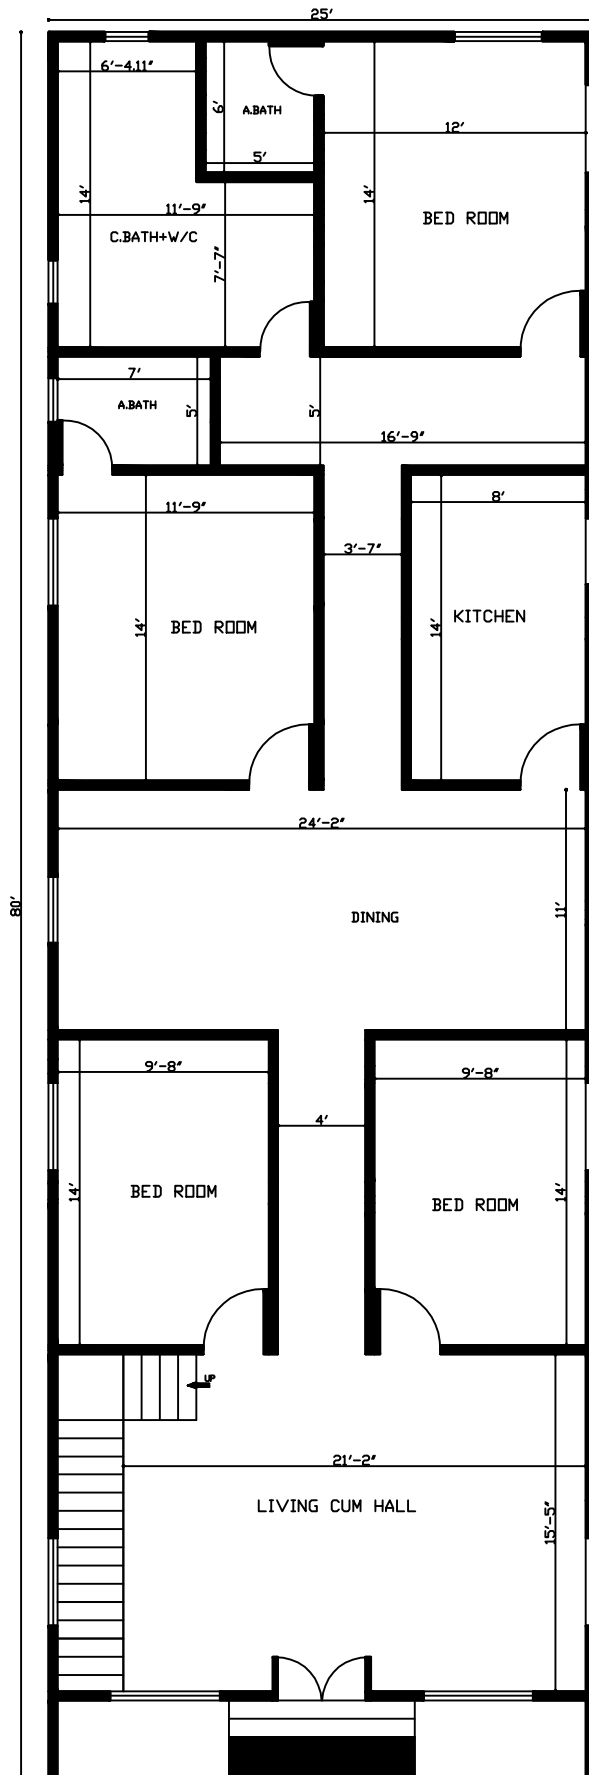 25'
6'-4.11"
6'
A.BATH
5'
12'
14'
11'-9"
14'
BED ROOM
C.BATH+W/C
7'-7"
7'
A.BATH
5'
5'
16'-9"
11'-9"
8'
3'-7"
14'
BED ROOM
14'
KITCHEN
24'-2"
80'
DINING
11'
9'-8"
9'-8"
4'
14'
BED ROOM
BED ROOM
14'
UP
21'-2"
LIVING CUM HALL
15'-5"